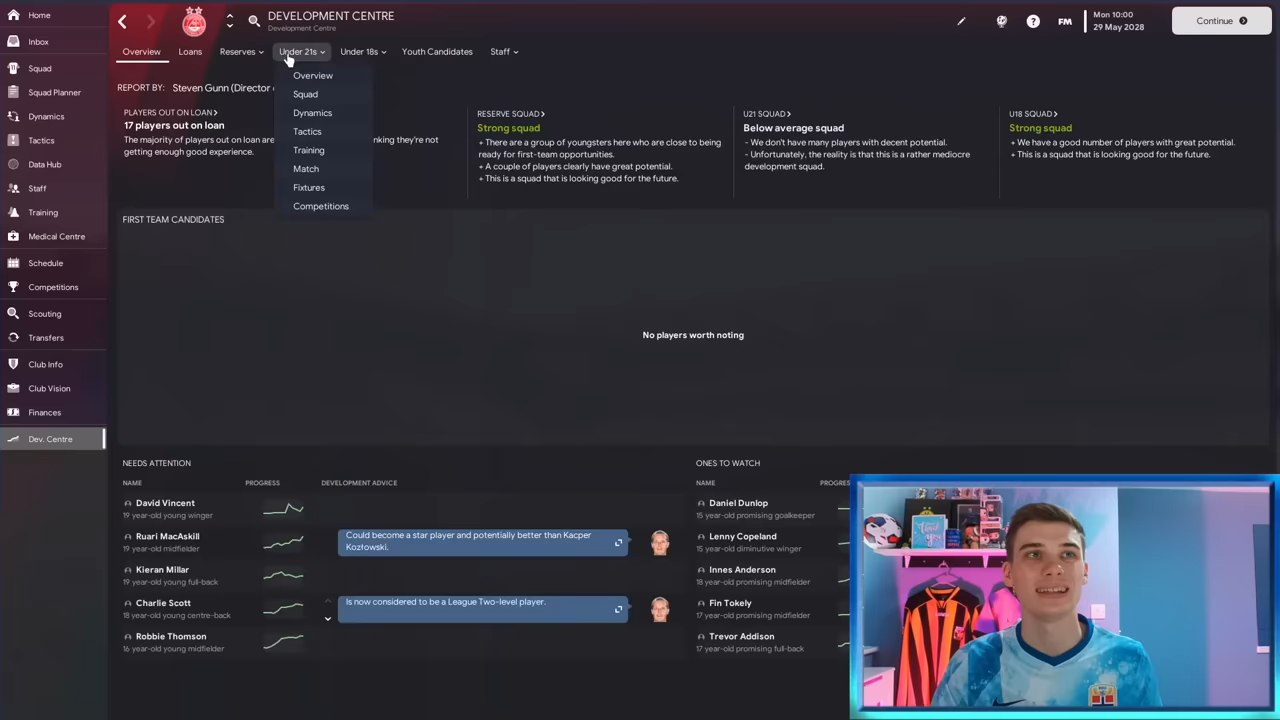 Home
Inbox
Squad
Squad Planner
Dynamics
Tactics
Data Hub
Staff
Training
Medical Centre
Schedule
Competitions
Scouting
Transfers
Club Info
Club Vision
Finances
Dev. Centre
DEVELOPMENT CENTRE
Development Centre
FM
Mon 10:00
29 May 2028
Continue
Overview
Loans
Reserves
Under 21s
Under 18s
Youth Candidates
Staff
Overview
Squad
Dynamics
Tactics
Training
Match
Fixtures
Competitions
REPORT BY: Steven Gunn (Director
PLAYERS OUT ON LOAN>
17 players out on loan
The majority of players out on loan are
nking they're not
getting enough good experience.
RESERVE SQUAD>
Strong squad
+ There are a group of youngsters here who are close to being
ready for first-team opportunities.
+ A couple of players clearly have great potential.
+ This is a squad that is looking good for the future.
U21 SQUAD>
Below average squad
- We don't have many players with decent potential.
- Unfortunately, the reality is that this is a rather mediocre
development squad.
U18 SQUAD>
Strong squad
+ We have a good number of players with great potential.
+ This is a squad that is looking good for the future.
FIRST TEAM CANDIDATES
No players worth noting
NEEDS ATTENTION
NAME PROGRESS DEVELOPMENT ADVICE
David Vincent
19 year-old young winger
Ruari MacAskill
19 year-old midfielder
Could become a star player and potentially better than Kacper
Kozłowski.
Kieran Millar
19 year-old young full-back
Charlie Scott
18 year-old young centre-back
Is now considered to be a League Two-level player.
Robbie Thomson
16 year-old young midfielder
ONES TO WATCH
NAME
Daniel Dunlop
15 year-old promising goalkeeper
Lenny Copeland
15 year-old diminutive winger
Innes Anderson
18 year-old promising midfielder
Fin Tokely
17 year-old promising midfielder
Trevor Addison
17 year-old promising full-back